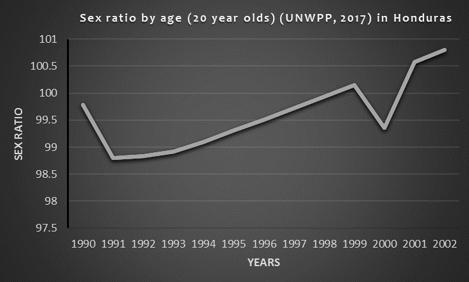 Sex ratio by age (20 year olds) (UNWPP, 2017) in Honduras
101
100.5
100
99.5
99
98.5
98
97.5
SEX RATIO
1990 1991 1992 1993 1994 1995 1996 1997 1998 1999 2000 2001 2002
YEARS